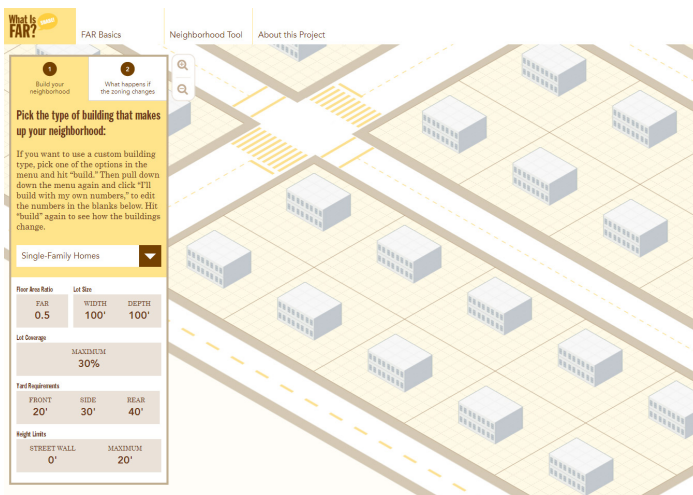 What Is
FAR?
FAR Basics
Neighborhood Tool
About this Project
1
Build your
neighborhood
2
What happens if
the zoning changes
Pick the type of building that makes
up your neighborhood:
If you want to use a custom building
type, pick one of the options in the
menu and hit “build.” Then pull down
down the menu again and click “I’ll
build with my own numbers,” to edit
the numbers in the blanks below. Hit
“build” again to see how the buildings
change.
Single-Family Homes
Floor Area Ratio
Lot Size
FAR
WIDTH
DEPTH
0.5
100'
100'
Lot Coverage
MAXIMUM
30%
Yard Requirements
FRONT
SIDE
REAR
20'
30'
40'
Height Limits
STREET WALL
MAXIMUM
0'
20'